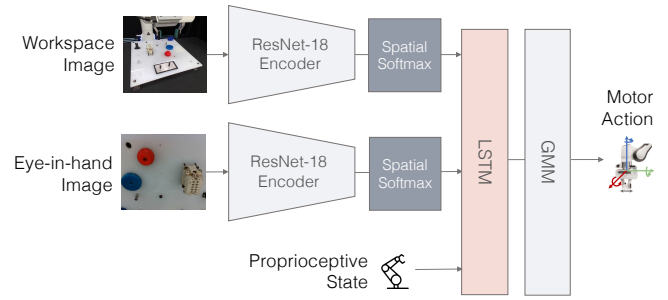 Workspace
Image
ResNet-18
Encoder
Spatial
Softmax
Eye-in-hand
Image
ResNet-18
Encoder
Spatial
Softmax
Proprioceptive
State
LSTM
GMM
Motor
Action